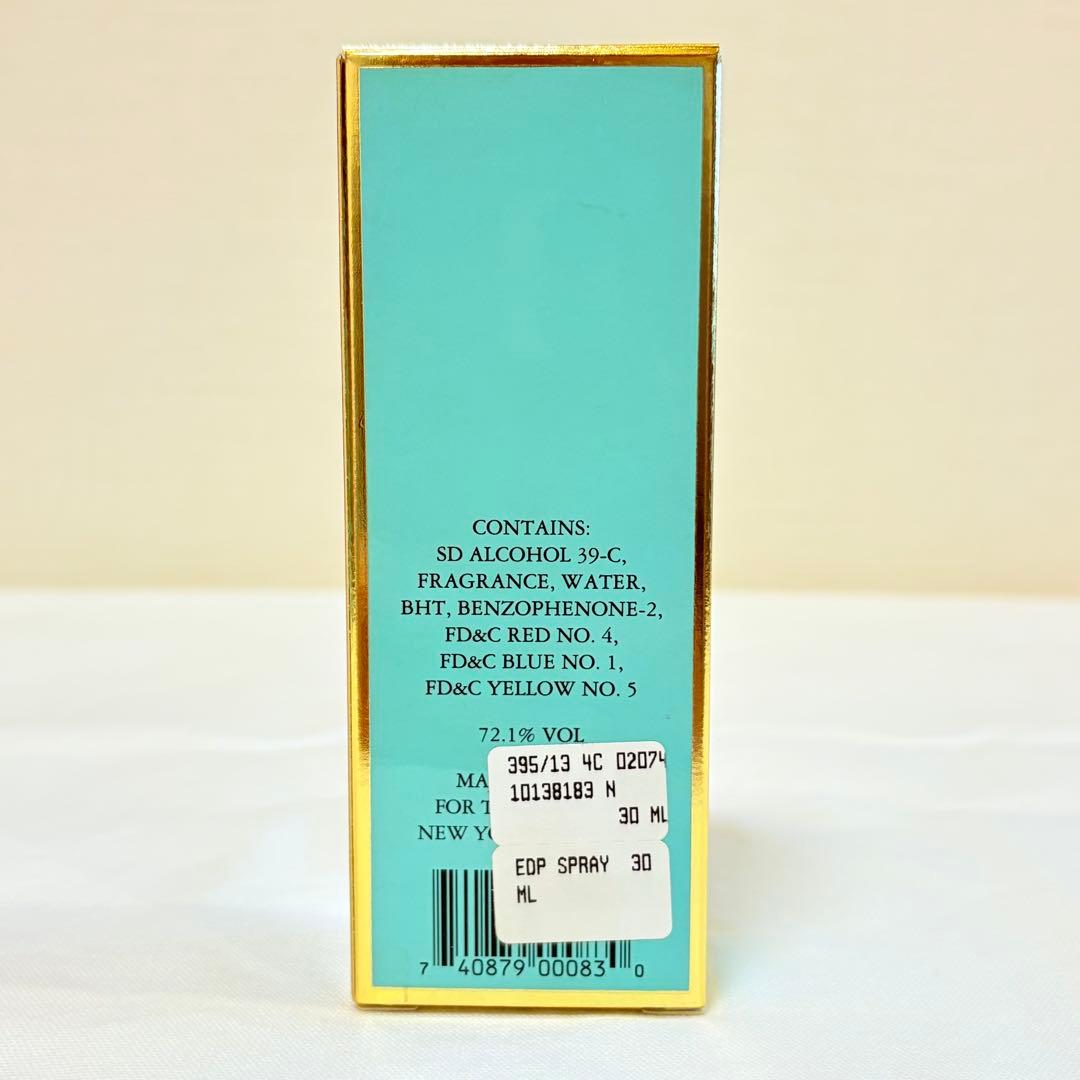 CONTAINS:
SD ALCOHOL 39-C,
FRAGRANCE, WATER,
BHT, BENZOPHENONE-2,
FD&C RED NO. 4,
FD&C BLUE NO. 1,
FD&C YELLOW NO. 5
72.1% VOL
395/13 4C 02074
10138183 N
30 ML
FOR
NEW
EDP SPRAY 30
ML
7 40879 00083 0